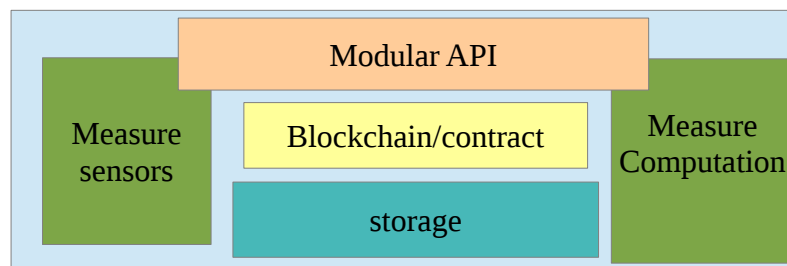 Modular API
Measure
sensors
Blockchain/contract
Measure
Computation
storage